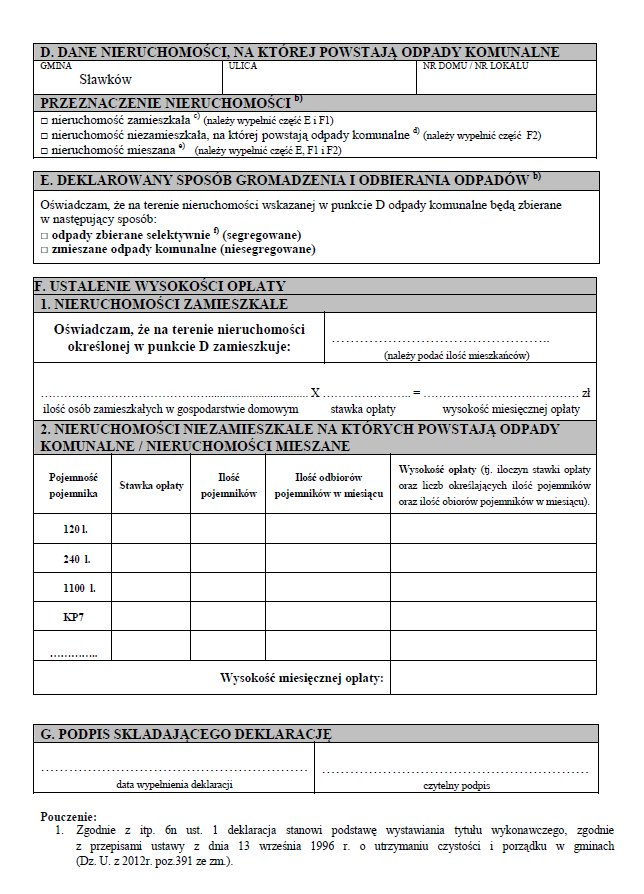 D. DANE NIERUCHOMOŚCI, NA KTÓREJ POWSTAJĄ ODPADY KOMUNALNE
GMINA ULICA NR DOMU / NR LOKALU
Sławków
PRZEZNACZENIE NIERUCHOMOŚCI b)
□ nieruchomość zamieszkała c) (należy wypełnić część E i F1)
□ nieruchomość niezamieszkała, na której powstają odpady komunalne d) (należy wypełnić część F2)
□ nieruchomość mieszana e) (należy wypełnić część E, F1 i F2)
E. DEKLAROWANY SPOSÓB GROMADZENIA I ODBIERANIA ODPADÓW b)
Oświadczam, że na terenie nieruchomości wskazanej w punkcie D odpady komunalne będą zbierane
w następujący sposób:
□ odpady zbierane selektywnie f) (segregowane)
□ zmieszane odpady komunalne (niesegregowane)
F. USTALENIE WYSOKOŚCI OPŁATY
1. NIERUCHOMOŚCI ZAMIESZKAŁE
Oświadczam, że na terenie nieruchomości
określonej w punkcie D zamieszkuje:
……………………………………..
(należy podać ilość mieszkańców)
……………………………………………… X ………………… = ………………………… zł
ilość osób zamieszkałych w gospodarstwie domowym stawka opłaty wysokość miesięcznej opłaty
2. NIERUCHOMOŚCI NIEZAMIESZKAŁE NA KTÓRYCH POWSTAJĄ ODPADY
KOMUNALNE / NIERUCHOMOŚCI MIESZANE
Pojemność
pojemnika
Stawka opłaty
Ilość
pojemników
Ilość odbiorów
pojemników w miesiącu
Wysokość opłaty (tj. iloczyn stawki opłaty
oraz liczb określających ilość pojemników
oraz ilość obiorów pojemników w miesiącu).
120 l.
240 l.
1100 l.
KP7
…………..
Wysokość miesięcznej opłaty:
G. PODPIS SKŁADAJĄCEGO DEKLARACJĘ
……………………………………………… ………………………………………………
data wypełnienia deklaracji czytelny podpis
Pouczenie:
1. Zgodnie z itp. 6n ust. 1 deklaracja stanowi podstawę wystawiania tytułu wykonawczego, zgodnie
z przepisami ustawy z dnia 13 września 1996 r. o utrzymaniu czystości i porządku w gminach
(Dz. U. z 2012r. poz.391 ze zm.).